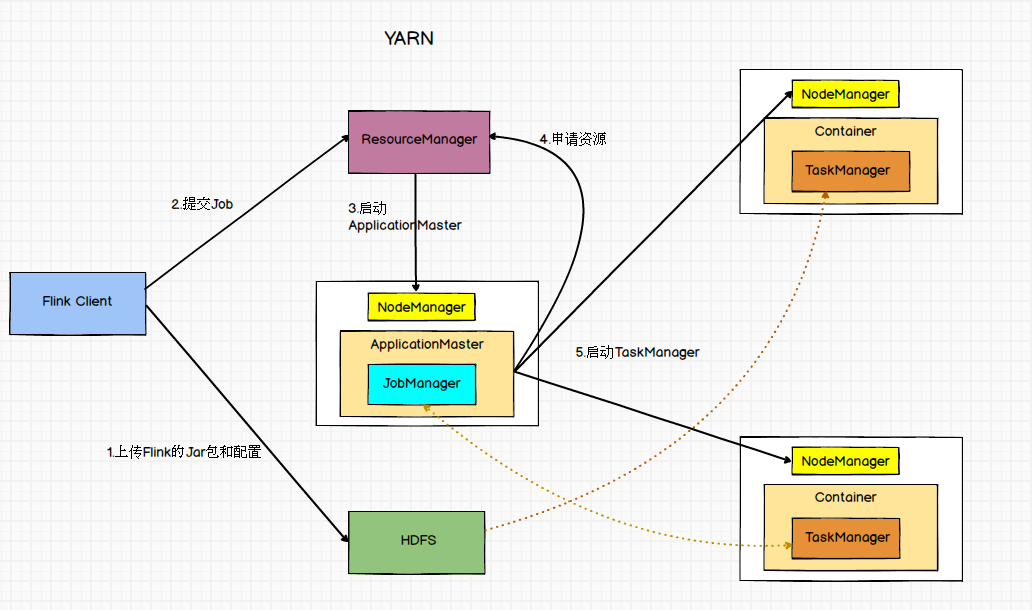 YARN
NodeManager
Container
TaskManager
ResourceManager
4.申请资源
2.提交Job
3.启动
ApplicationMaster
Flink Client
NodeManager
ApplicationMaster
JobManager
5.启动TaskManager
1.上传Flink的Jar包和配置
NodeManager
Container
TaskManager
HDFS